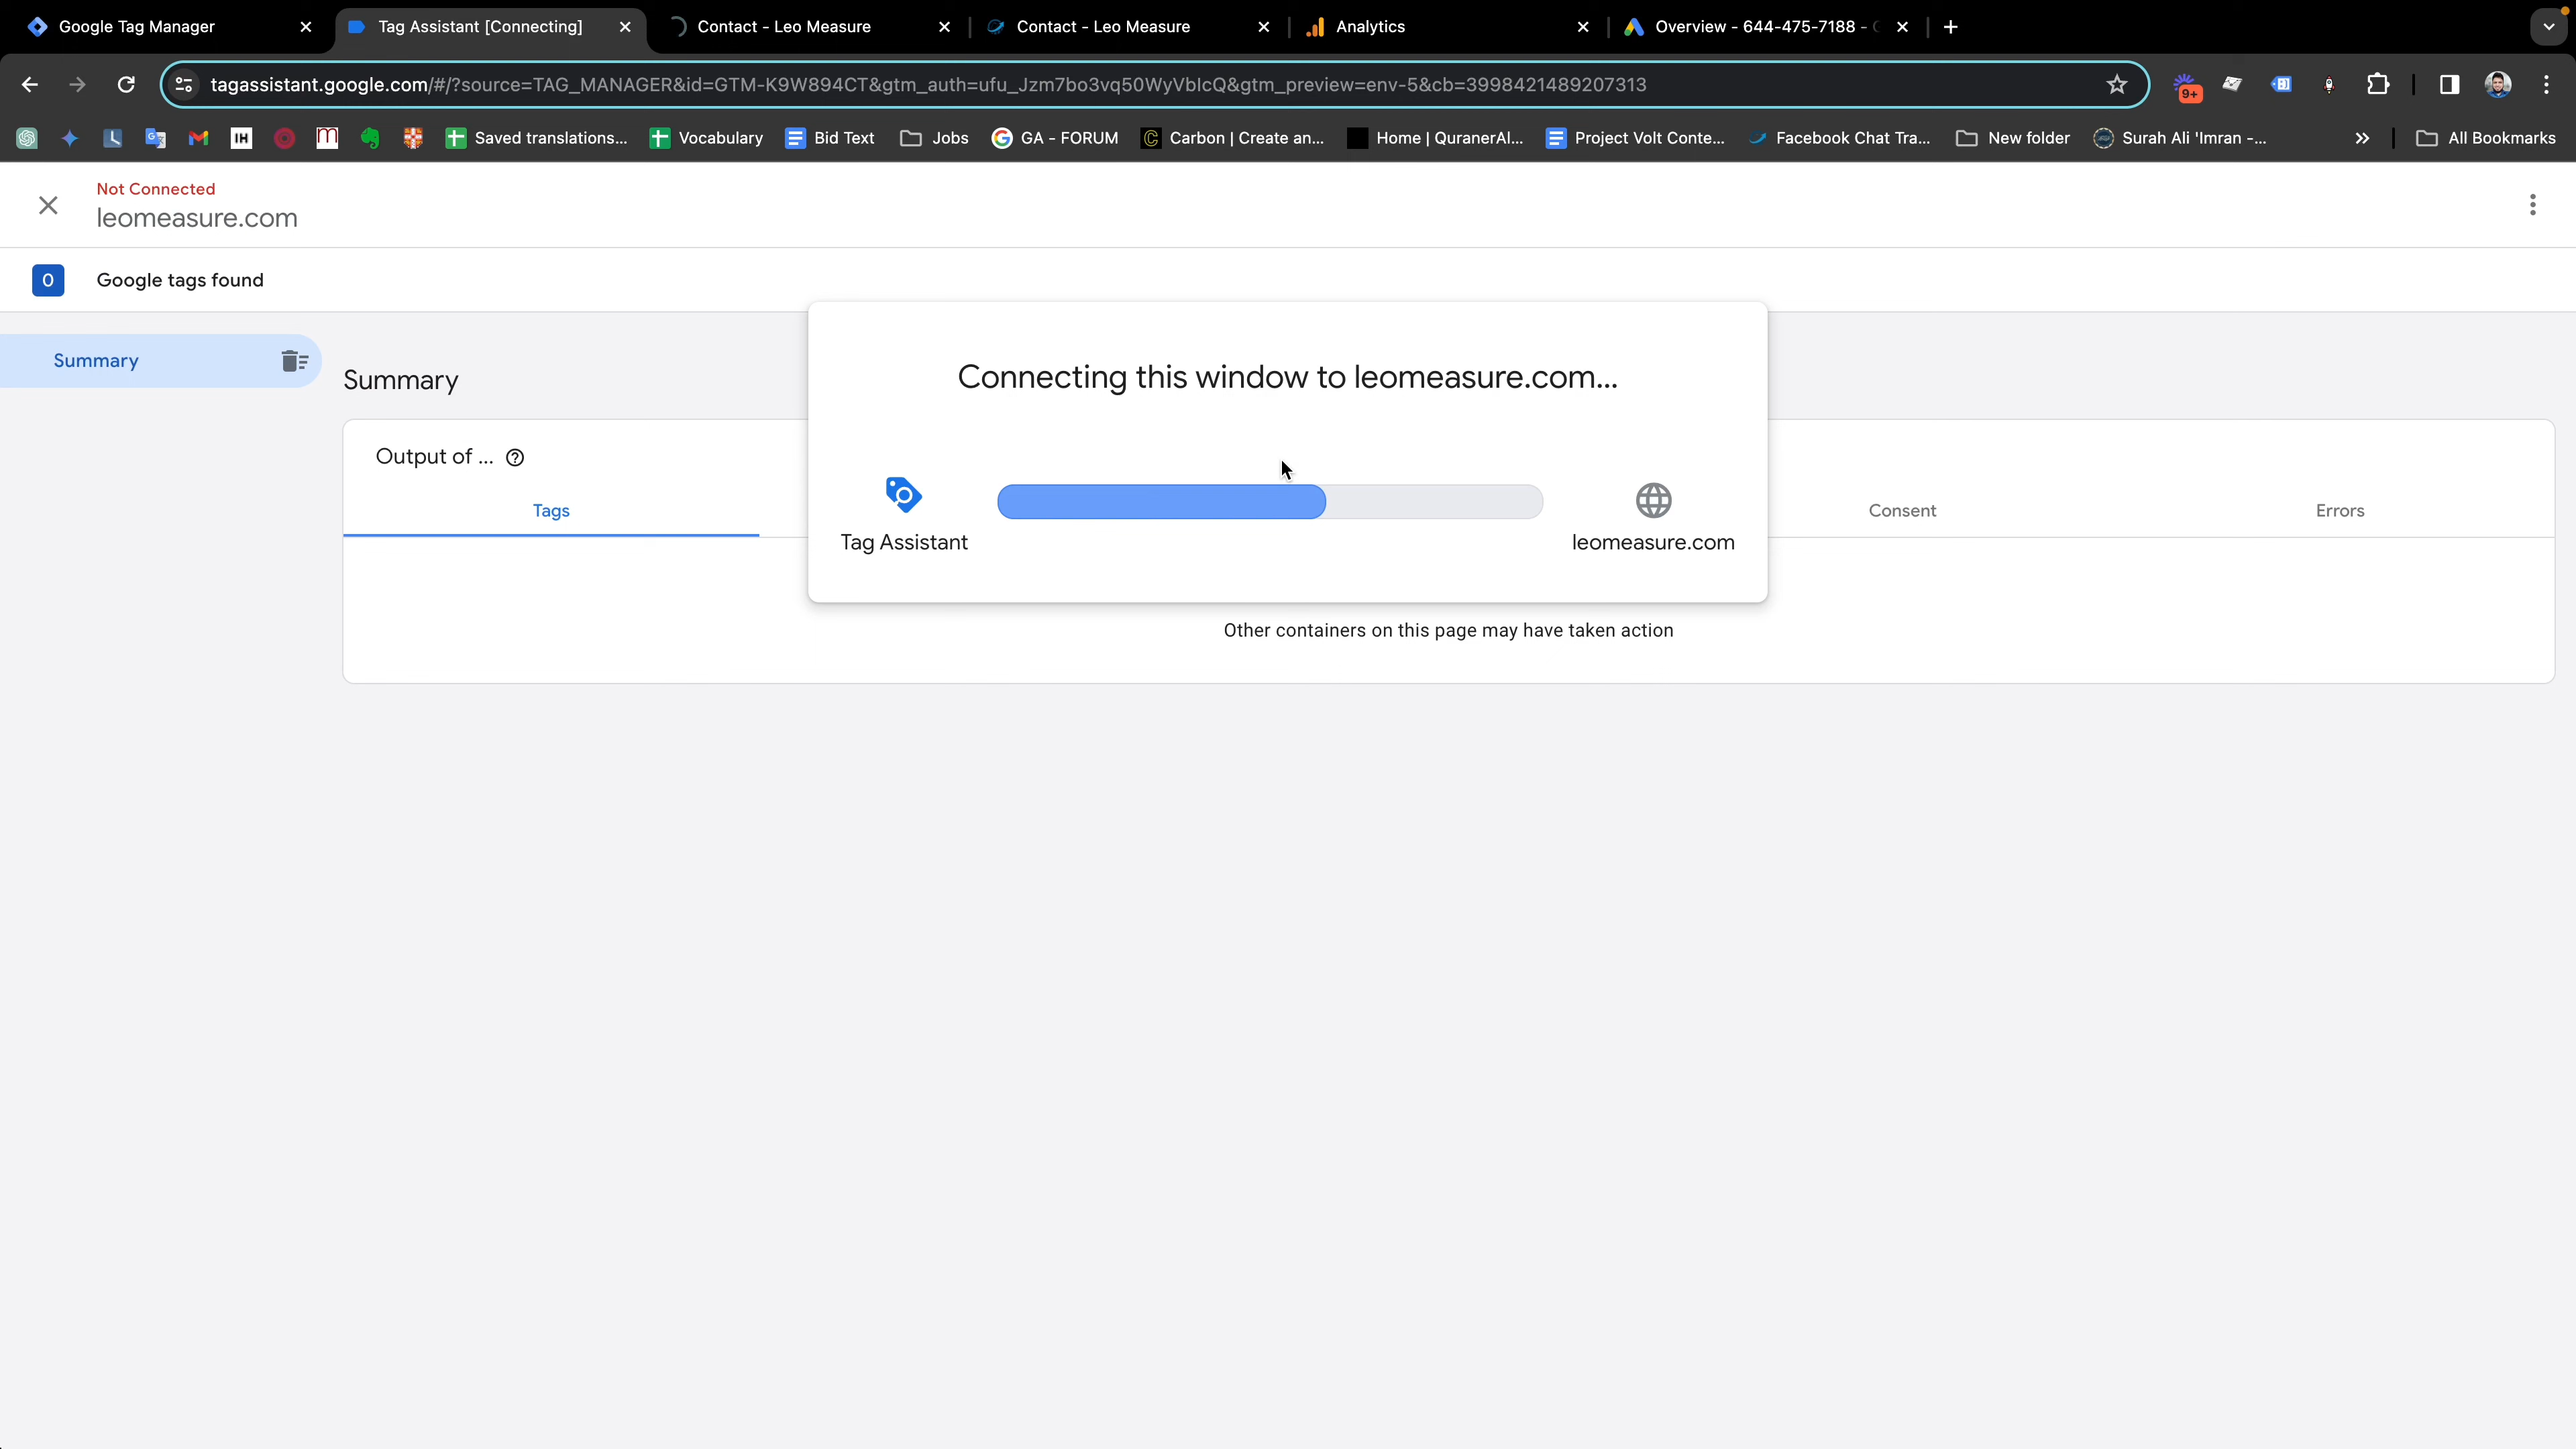 Google Tag Manager
Tag Assistant [Connecting]
Contact - Leo Measure
Contact - Leo Measure
Analytics
Overview - 644-475-7188 -
tagassistant.google.com/#/?source=TAG_MANAGER&id=GTM-K9W894CT&gtm_auth=ufu_Jzm7bo3vq50WyVblcQ&gtm_preview=env-5&cb=3998421489207313
9+
IH
Saved translations...
Vocabulary
Bid Text
Jobs
GA - FORUM
Carbon | Create an...
Home | QuranerAl...
Project Volt Conte...
Facebook Chat Tra...
New folder
Surah Ali 'Imran -...
All Bookmarks
Not Connected
leomeasure.com
0
Google tags found
Summary
Summary
Output of ...
Tags
Consent
Errors
Connecting this window to leomeasure.com...
Tag Assistant
leomeasure.com
Other containers on this page may have taken action